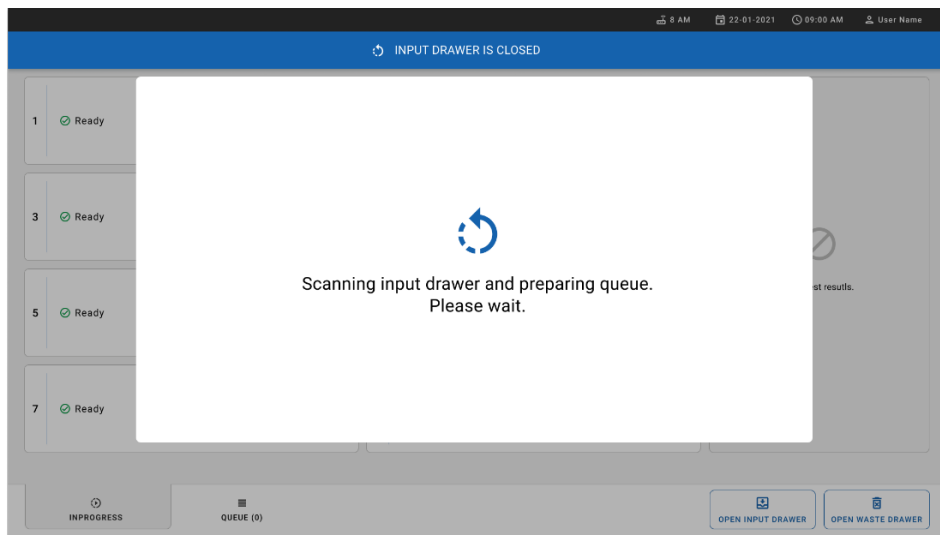 8 AM 22-01-2021 09:00 AM User Name
INPUT DRAWER IS CLOSED
1 Ready
3 Ready
5 Ready
7 Ready
Scanning input drawer and preparing queue.
Please wait.
resutls.
INPROGRESS
QUEUE (0)
OPEN INPUT DRAWER
OPEN WASTE DRAWER